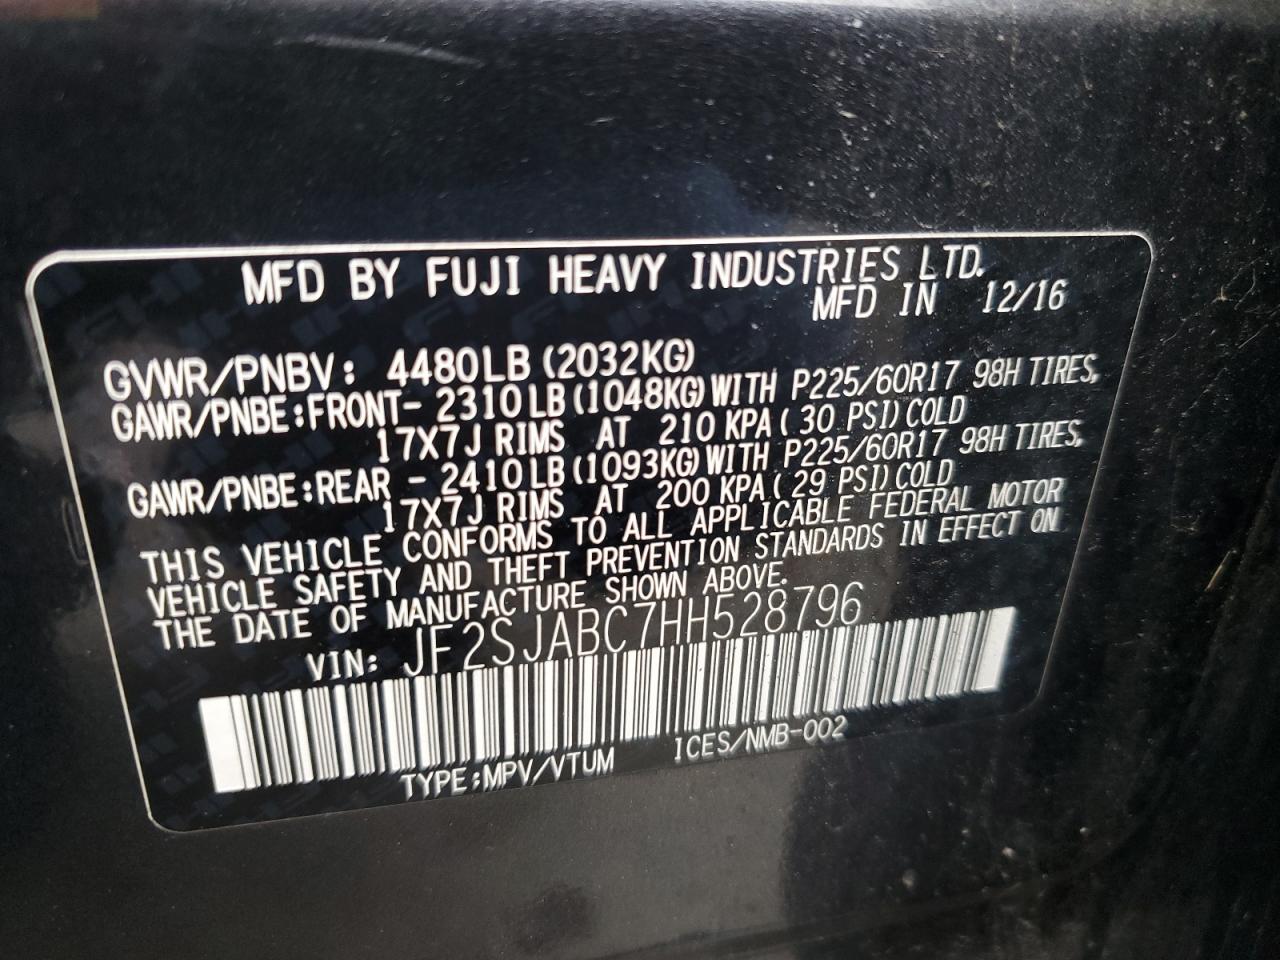 MFD BY FUJI HEAVY INDUSTRIES LTD.
MFD IN 12/16
GVWR/PNBV: 4480LB (2032KG)
GAWR/PNBE:FRONT- 2310LB(1048KG)WITH P225/60R17 98H TIRES,
17X7J RIMS AT 210 KPA( 30 PSI)COLD
GAWR/PNBE:REAR - 2410LB(1093KG)WITH P225/60R17 98H TIRES,
17X7J RIMS AT 200 KPA( 29 PSI)COLD
THIS VEHICLE CONFORMS TO ALL APPLICABLE FEDERAL MOTOR
VEHICLE SAFETY AND THEFT PREVENTION STANDARDS IN EFFECT ON
THE DATE OF MANUFACTURE SHOWN ABOVE.
VIN: JF2SJABC7HH528796
TYPE:MPV/VTUM ICES/NMB-002